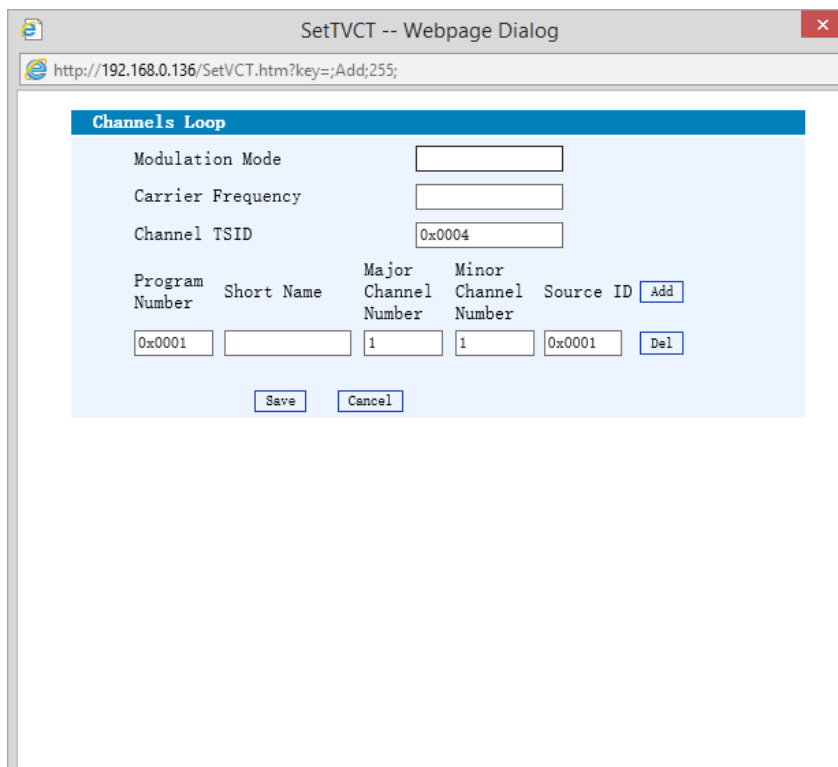 SetTVCT -- Webpage Dialog
http://192.168.0.136/SetVCT.htm?key=;Add;255;
Channels Loop
Modulation Mode
Carrier Frequency
Channel TSID 0x0004
Program Number Short Name Major Channel Number Minor Channel Number Source ID Add
0x0001 1 1 0x0001 Del
Save Cancel